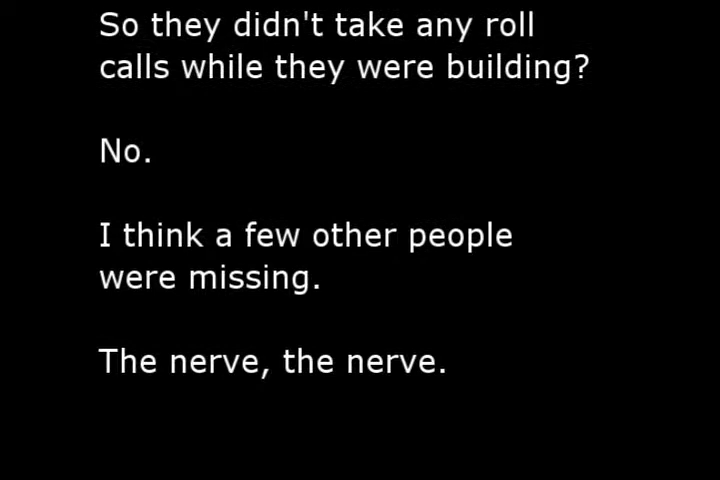 So they didn't take any roll
calls while they were building?
No.
I think a few other people
were missing.
The nerve, the nerve.